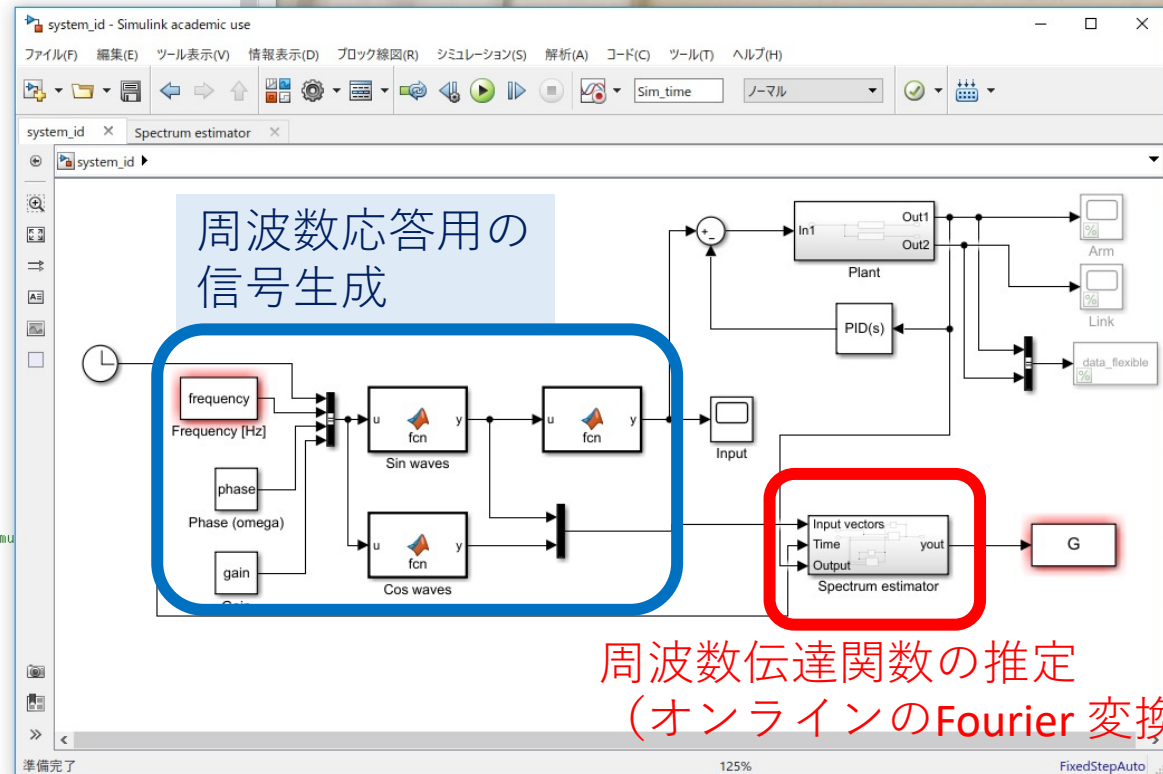 system_id - Simulink academic use
ファイル(F) 編集(E) ツール表示(V) 情報表示(D) ブロック線図(R) シミュレーション(S) 解析(A) コード(C) ツール(T) ヘルプ(H)
Sim_time ノーマル
system_id Spectrum estimator
system_id
周波数応答用の
信号生成
In1
Out1
Out2
Plant
Arm
Link
PID(s)
data_flexible
frequency
Frequency [Hz]
phase
Phase (omega)
gain
u fcn y
Sin waves
u fcn y
u fcn y
Cos waves
Input
Input vectors
Time
Output
yout
Spectrum estimator
G
mu
周波数伝達関数の推定
（オンラインのFourier 変換
準備完了 125% FixedStepAuto